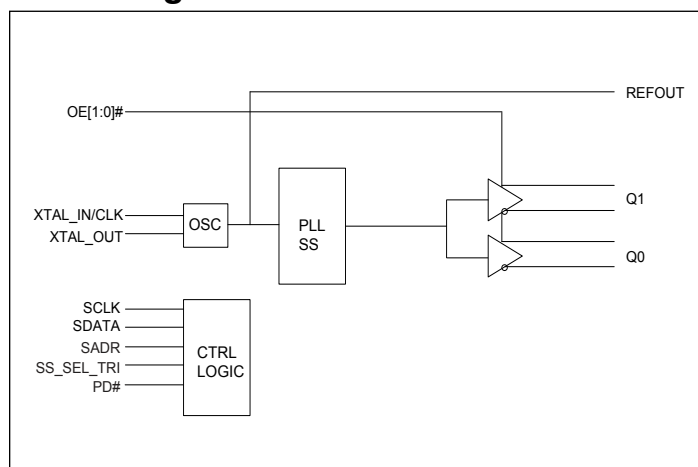 REFOUT
OE[1:0]#
XTAL_IN/CLK
XTAL_OUT
OSC
PLL
SS
Q1
Q0
SCLK
SDATA
SADR
SS_SEL_TRI
PD#
CTRL
LOGIC